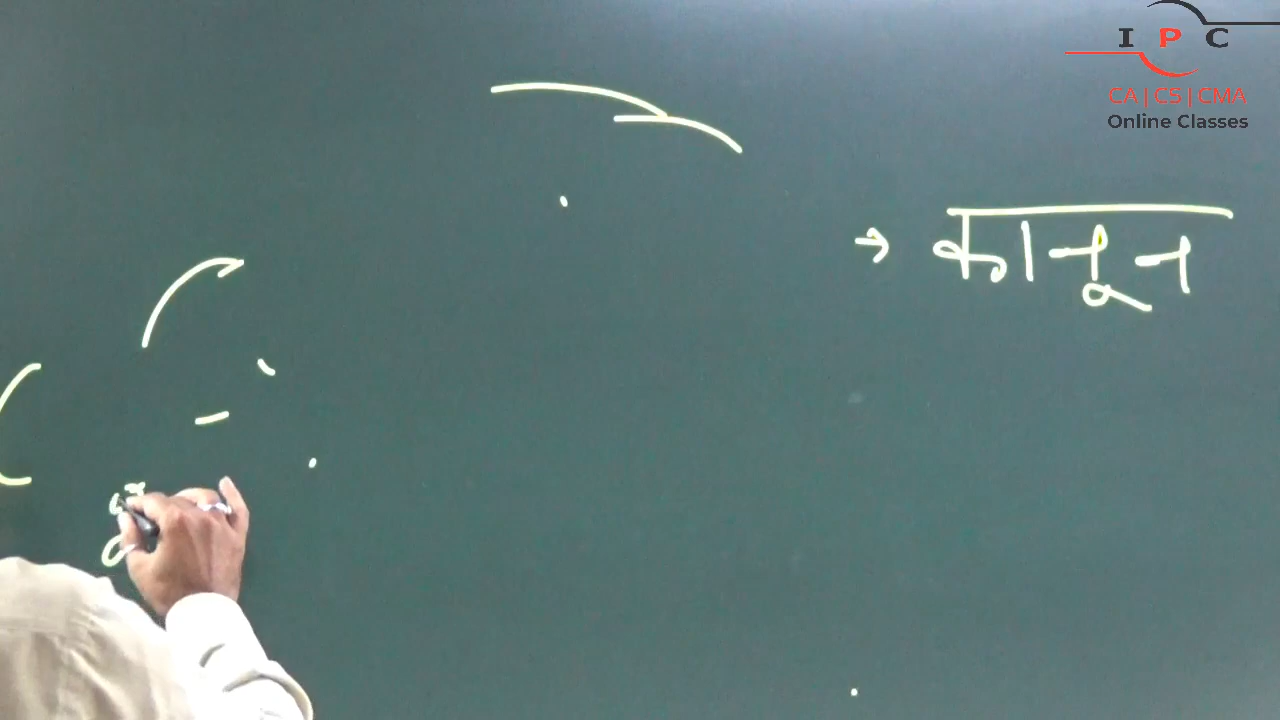 I P C
CA | CS | CMA
Online Classes
→ कानून